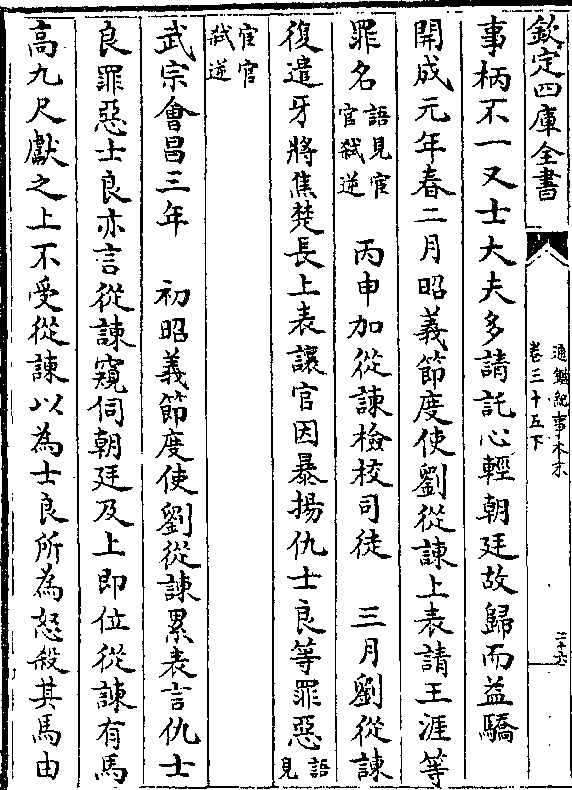 欽定四庫全書
通鑑紀事本末
卷三十五下
三十六
事柄不一又士大夫多請託心輕朝廷故歸而益驕
開成元年春二月昭義節度使劉從諫上表請王涯等
罪名語見宦官弑逆 丙申加從諫檢校司徒 三月劉從諫
復遣牙將焦楚長上表讓官因暴揚仇士良等罪惡語見
宦官弑逆
武宗會昌三年 初昭義節度使劉從諫累表言仇士
良罪惡士良亦言從諫窺伺朝廷及上即位從諫有馬
高九尺獻之上不受從諫以為士良所為怒殺其馬由